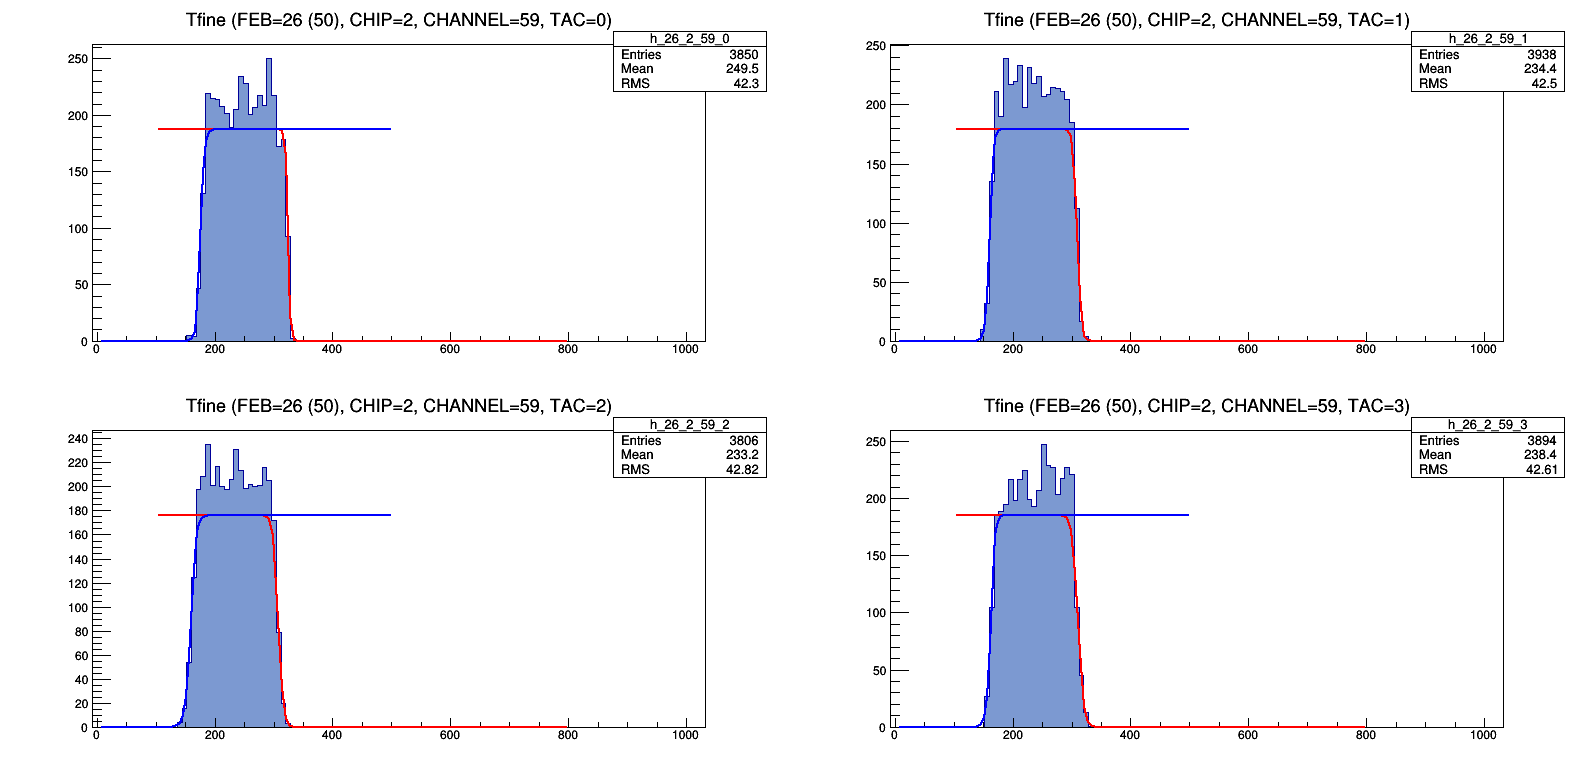 Tfine (FEB=26 (50), CHIP=2, CHANNEL=59, TAC=0)
h_26_2_59_0
Entries 3850
Mean 249.5
RMS 42.3
250
200
150
100
50
0
0 200 400 600 800 1000
Tfine (FEB=26 (50), CHIP=2, CHANNEL=59, TAC=1)
h_26_2_59_1
Entries 3938
Mean 234.4
RMS 42.5
250
200
150
100
50
0
0 200 400 600 800 1000
Tfine (FEB=26 (50), CHIP=2, CHANNEL=59, TAC=2)
h_26_2_59_2
Entries 3806
Mean 233.2
RMS 42.82
240
220
200
180
160
140
120
100
80
60
40
20
0
0 200 400 600 800 1000
Tfine (FEB=26 (50), CHIP=2, CHANNEL=59, TAC=3)
h_26_2_59_3
Entries 3894
Mean 238.4
RMS 42.61
250
200
150
100
50
0
0 200 400 600 800 1000